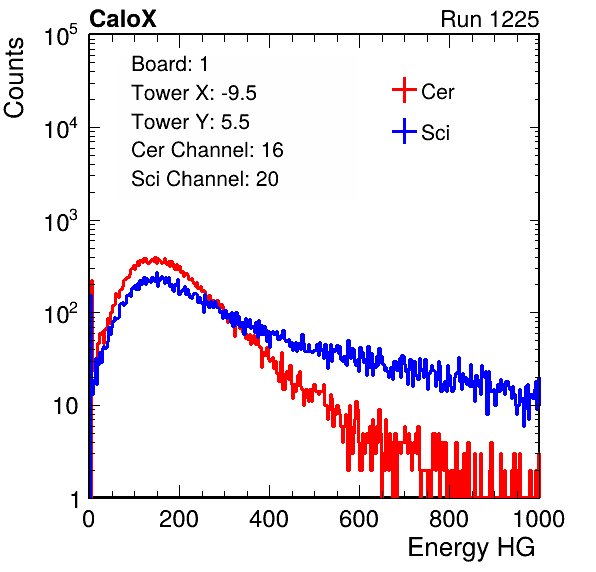 CaloX Run 1225
Counts
10^5
10^4
10^3
10^2
10
1
Board: 1
Tower X: -9.5
Tower Y: 5.5
Cer Channel: 16
Sci Channel: 20
Cer
Sci
0 200 400 600 800 1000
Energy HG